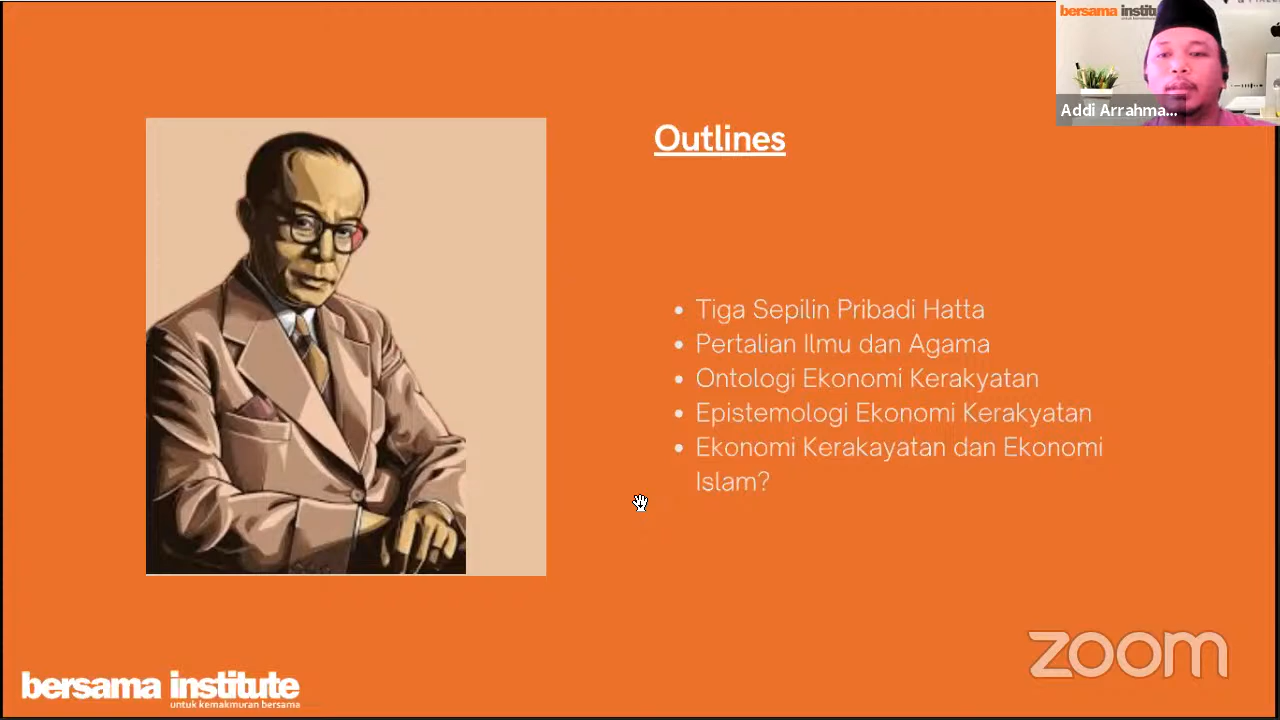 bersama institu
Addi Arrahma...
Outlines
Tiga Sepilin Pribadi Hatta
Pertalian Ilmu dan Agama
Ontologi Ekonomi Kerakyatan
Epistemologi Ekonomi Kerakyatan
Ekonomi Kerakayatan dan Ekonomi
Islam?
zoom
bersama institute
untuk kemakmuran bersama